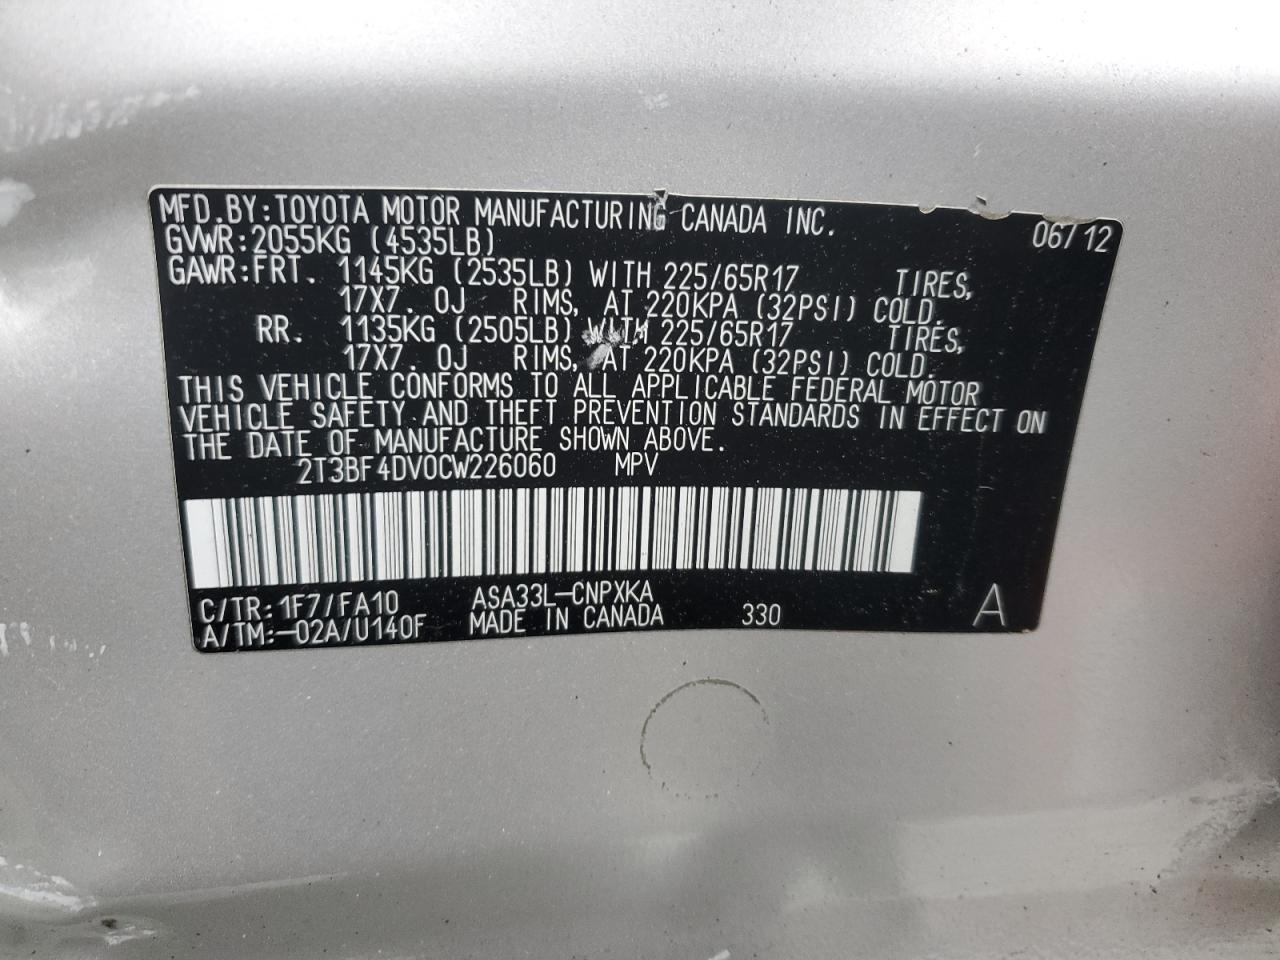 MFD.BY:TOYOTA MOTOR MANUFACTURING CANADA INC. 06/12
GVWR:2055KG (4535LB)
GAWR:FRT. 1145KG (2535LB) WITH 225/65R17 TIRES,
17X7.0J RIMS, AT 220KPA (32PSI) COLD.
RR. 1135KG (2505LB) WITH 225/65R17 TIRES,
17X7.0J RIMS, AT 220KPA (32PSI) COLD.
THIS VEHICLE CONFORMS TO ALL APPLICABLE FEDERAL MOTOR
VEHICLE SAFETY AND THEFT PREVENTION STANDARDS IN EFFECT ON
THE DATE OF MANUFACTURE SHOWN ABOVE.
2T3BF4DV0CW226060 MPV
C/TR:1F7/FA10 ASA33L-CNPXKA
A/TM:-02A/U140F MADE IN CANADA 330 A